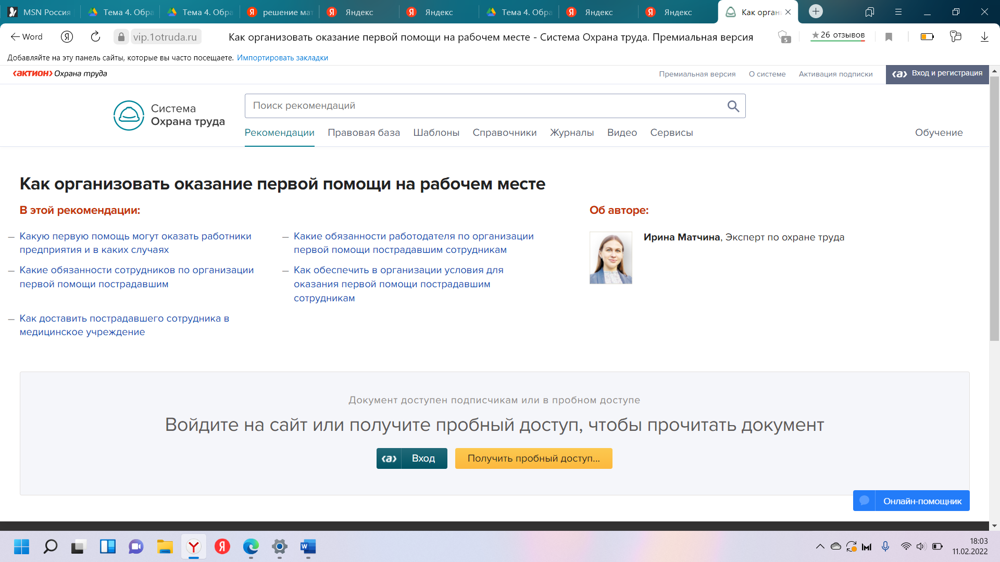 MSN Россия
Тема 4. Обра
Тема 4. Обра
решение мат
Яндекс
Яндекс
Тема 4. Обра
Яндекс
Яндекс
Как орган
Word
vip.1otruda.ru
Как организовать оказание первой помощи на рабочем месте - Система Охрана труда. Премиальная версия
5
★ 26 отзывов
Добавляйте на эту панель сайты, которые вы часто посещаете. Импортировать закладки
‹актион› Охрана труда
Премиальная версия
О системе
Активация подписки
‹а› Вход и регистрация
Система
Охрана труда
Поиск рекомендаций
Рекомендации Правовая база Шаблоны Справочники Журналы Видео Сервисы Обучение
Как организовать оказание первой помощи на рабочем месте
В этой рекомендации:
— Какую первую помощь могут оказать работники
предприятия и в каких случаях
— Какие обязанности работодателя по организации
первой помощи пострадавшим сотрудникам
— Какие обязанности сотрудников по организации
первой помощи пострадавшим
— Как обеспечить в организации условия для
оказания первой помощи пострадавшим
сотрудникам
— Как доставить пострадавшего сотрудника в
медицинское учреждение
Об авторе:
Ирина Матчина, Эксперт по охране труда
Документ доступен подписчикам или в пробном доступе
Войдите на сайт или получите пробный доступ, чтобы прочитать документ
‹а› Вход
Получить пробный доступ...
Онлайн-помощник
18:03
11.02.2022